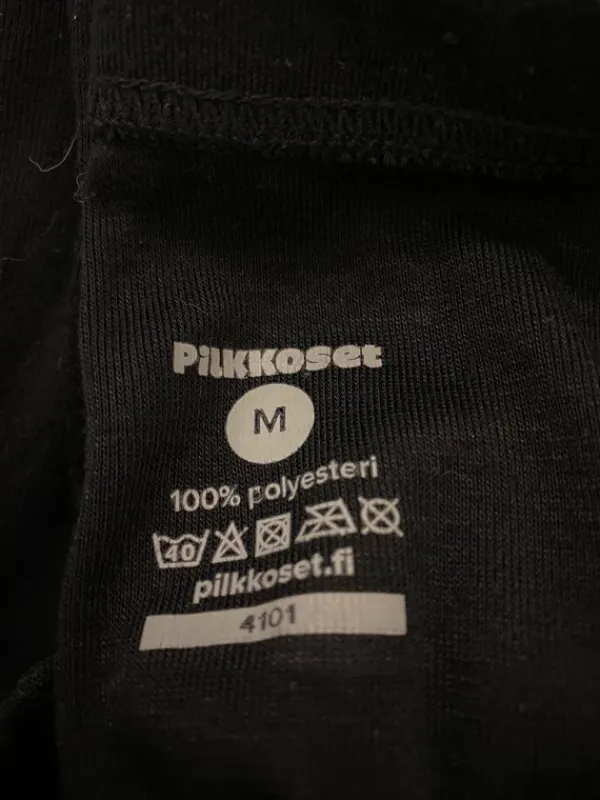 Pilkkoset
M
100% polyesteri
40
pilkkoset.fi
4101